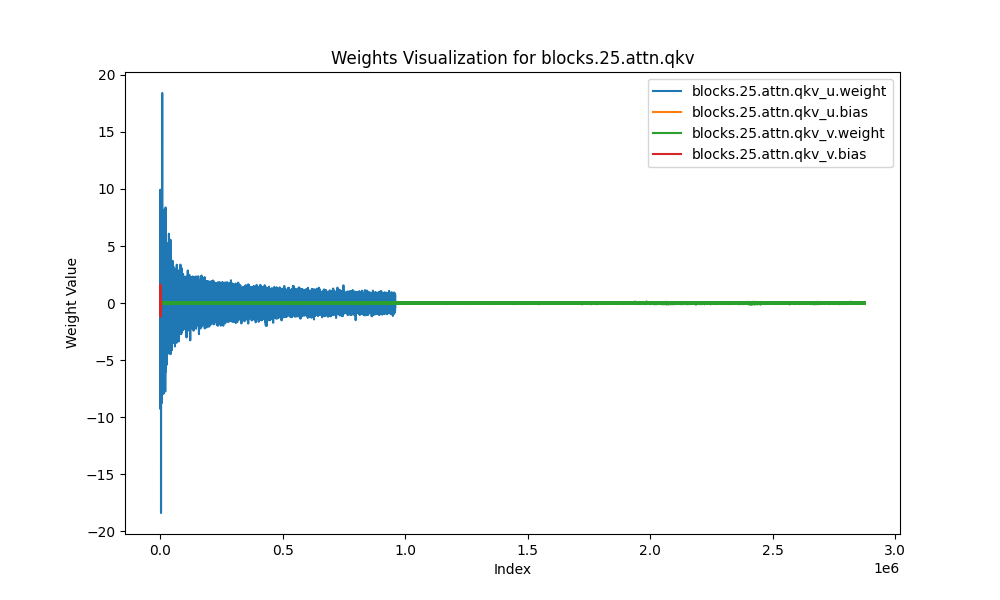 Weights Visualization for blocks.25.attn.qkv
blocks.25.attn.qkv_u.weight
blocks.25.attn.qkv_u.bias
blocks.25.attn.qkv_v.weight
blocks.25.attn.qkv_v.bias
Weight Value
20
15
10
5
0
−5
−10
−15
−20
0.0 0.5 1.0 1.5 2.0 2.5 3.0
1e6
Index